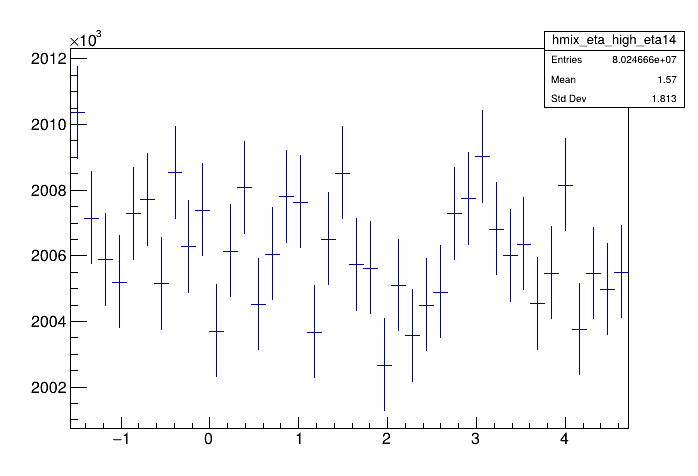 ×10³
hmix_eta_high_eta14
Entries 8.024666e+07
Mean 1.57
Std Dev 1.813
2012
2010
2008
2006
2004
2002
−1 0 1 2 3 4